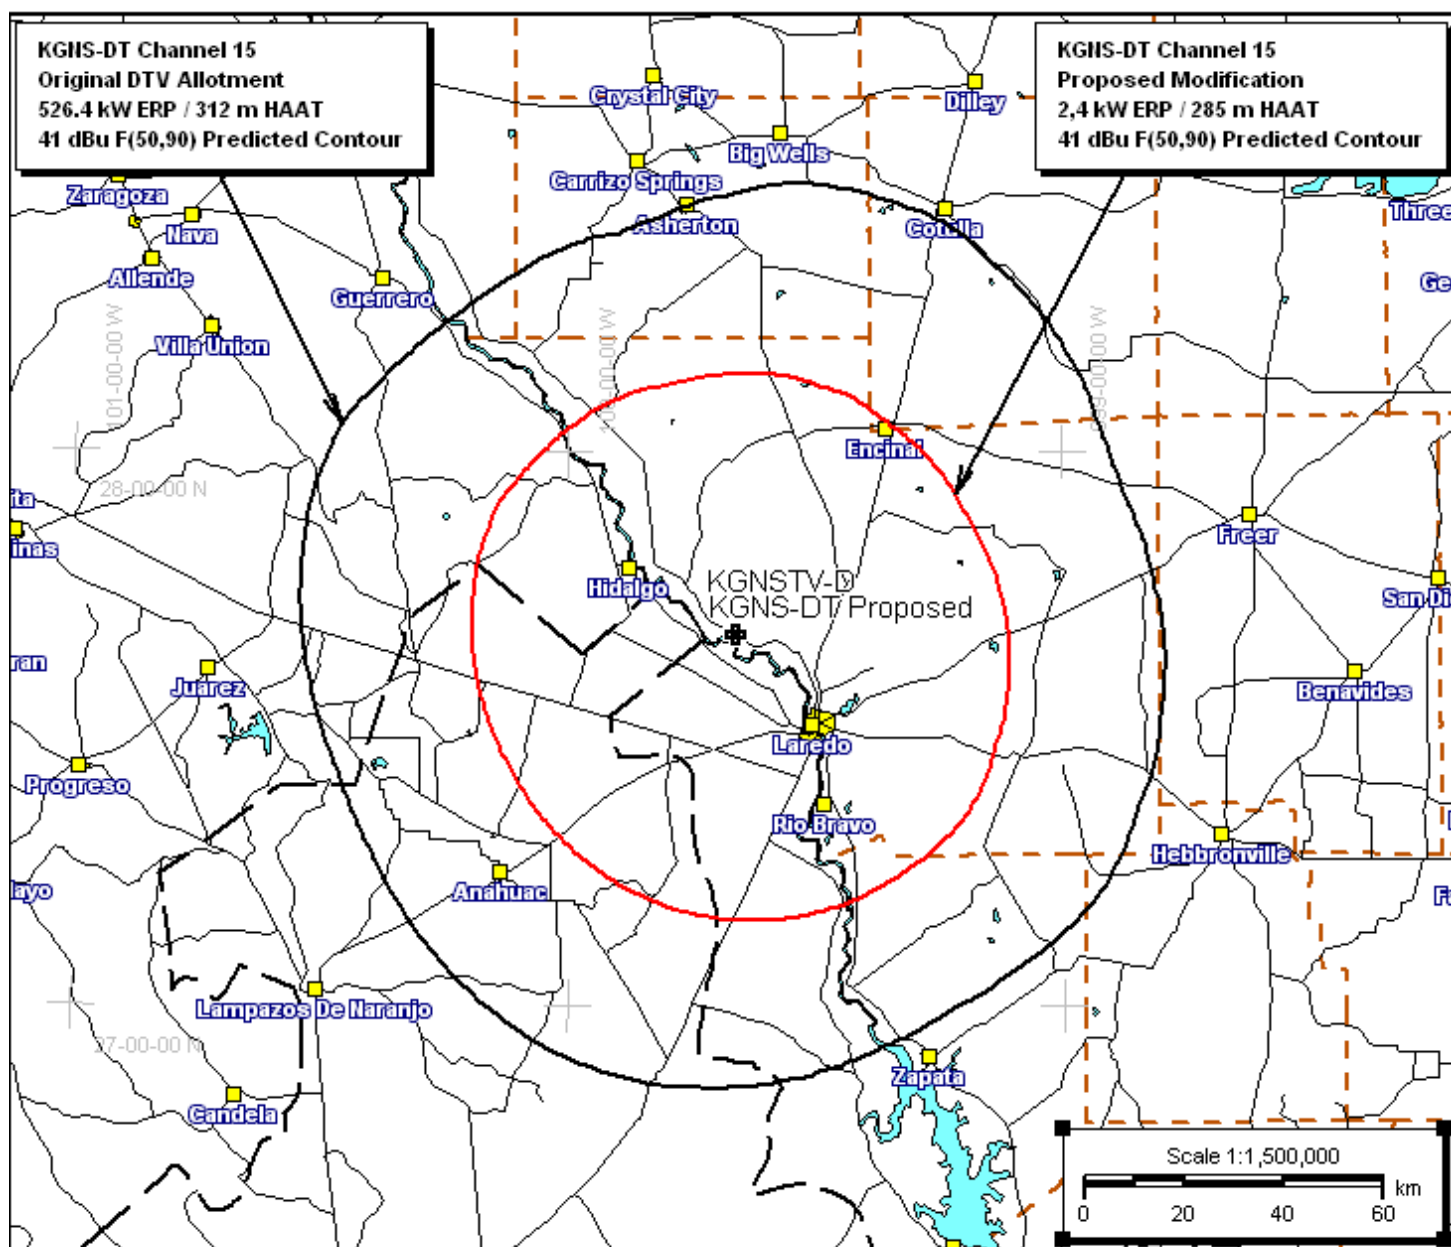 KGNS-DT Channel 15
Original DTV Allotment
526.4 kW ERP / 312 m HAAT
41 dBu F(50,90) Predicted Contour
KGNS-DT Channel 15
Proposed Modification
2,4 kW ERP / 285 m HAAT
41 dBu F(50,90) Predicted Contour
Crystal City
Dilley
Big Wells
Carrizo Springs
Zaragoza
Asherton
Cotulla
Three
Nava
Allende
Guerrero
Ge
Villa Union
101-00-00 W
100-00-00 W
099-00-00 W
Encinal
28-00-00 N
ita
inas
Freer
Hidalgo
KGNSTV-D
KGNS-DT Proposed
San Di
ran
Juarez
Benavides
Laredo
Progreso
Rio Bravo
Hebbronville
layo
Anahuac
Lampazos De Naranjo
27-00-00 N
Zapata
Candela
Scale 1:1,500,000
km
0 20 40 60